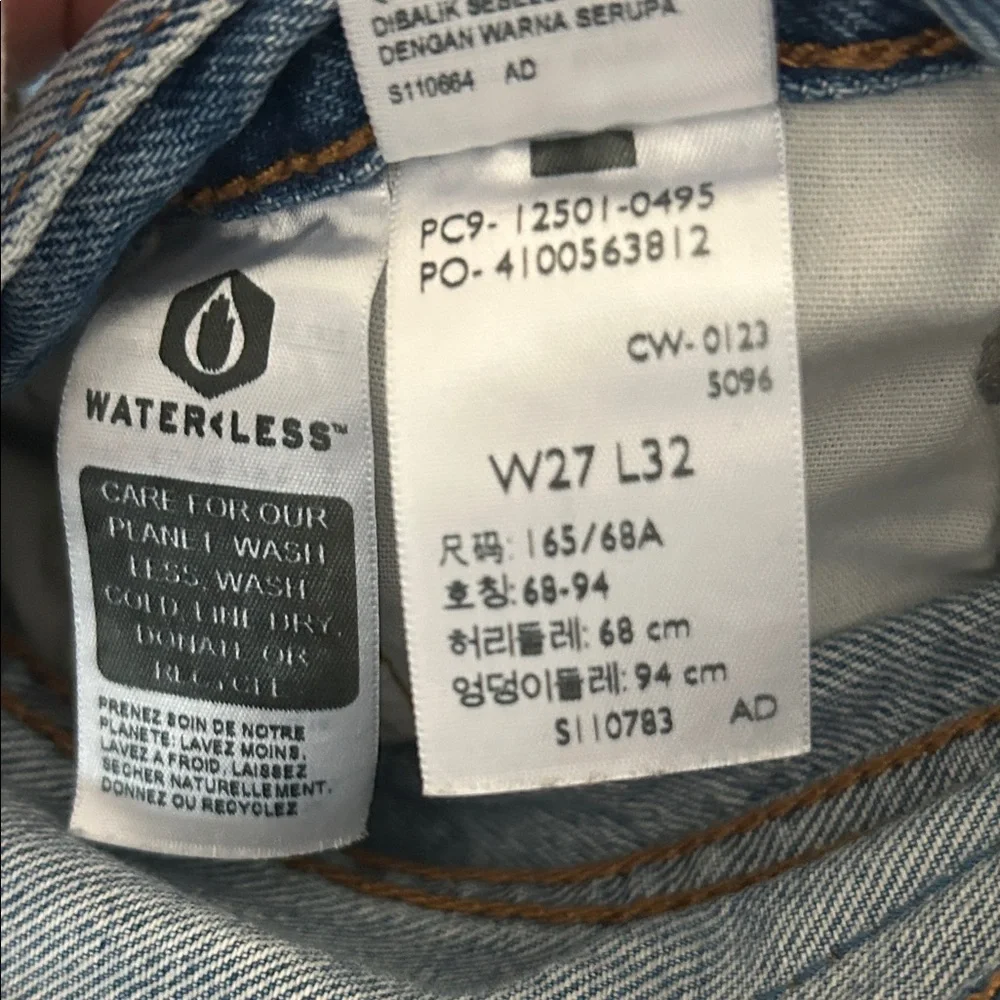 DENGAN WARNA SERUPA
S110664 AD
PC9- 12501-0495
PO- 4100563812
CW- 0123
5096
W27 L32
尺码: 165/68A
호칭: 68-94
허리둘레: 68 cm
엉덩이둘레: 94 cm
S110783 AD
WATER<LESS™
CARE FOR OUR
PLANET WASH
LESS, WASH
COLD, LINE DRY,
DONATE OR
RECYCLE
PRENEZ SOIN DE NOTRE
PLANETE: LAVEZ MOINS,
LAVEZ A FROID, LAISSEZ
SECHER NATURELLEMENT.
DONNEZ OU RECYCLEZ